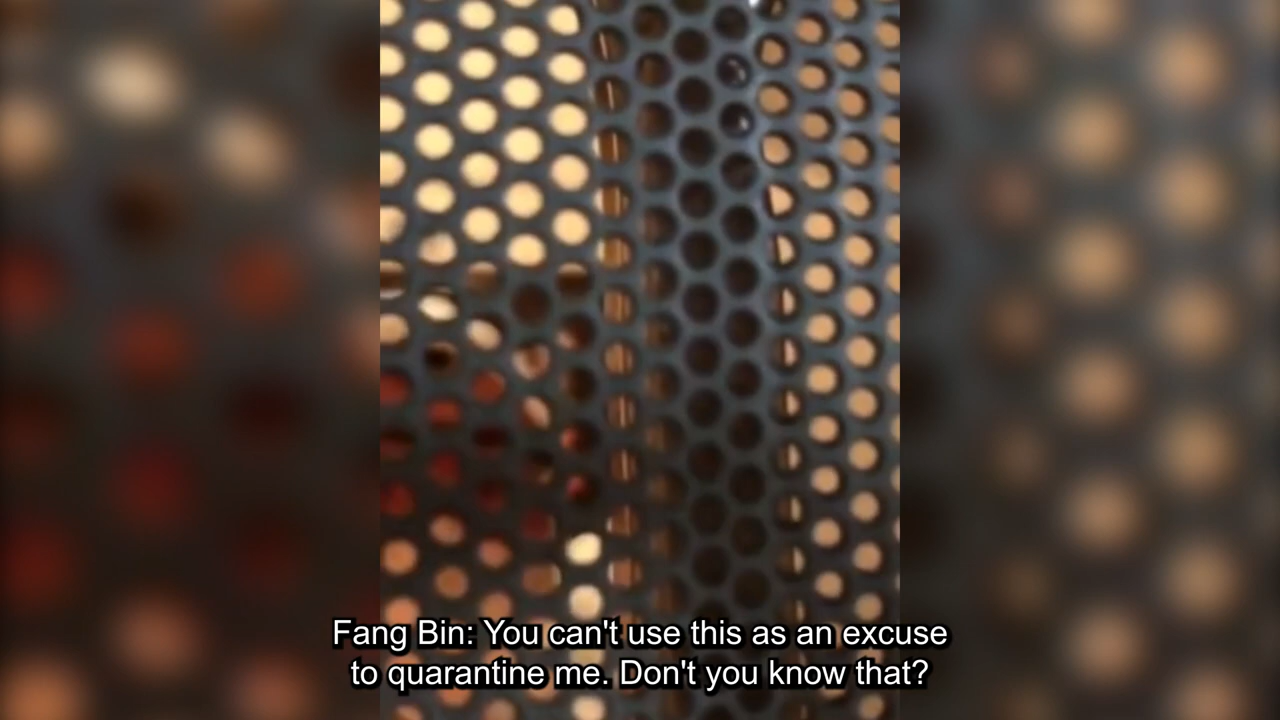 Fang Bin: You can't use this as an excuse
to quarantine me. Don't you know that?